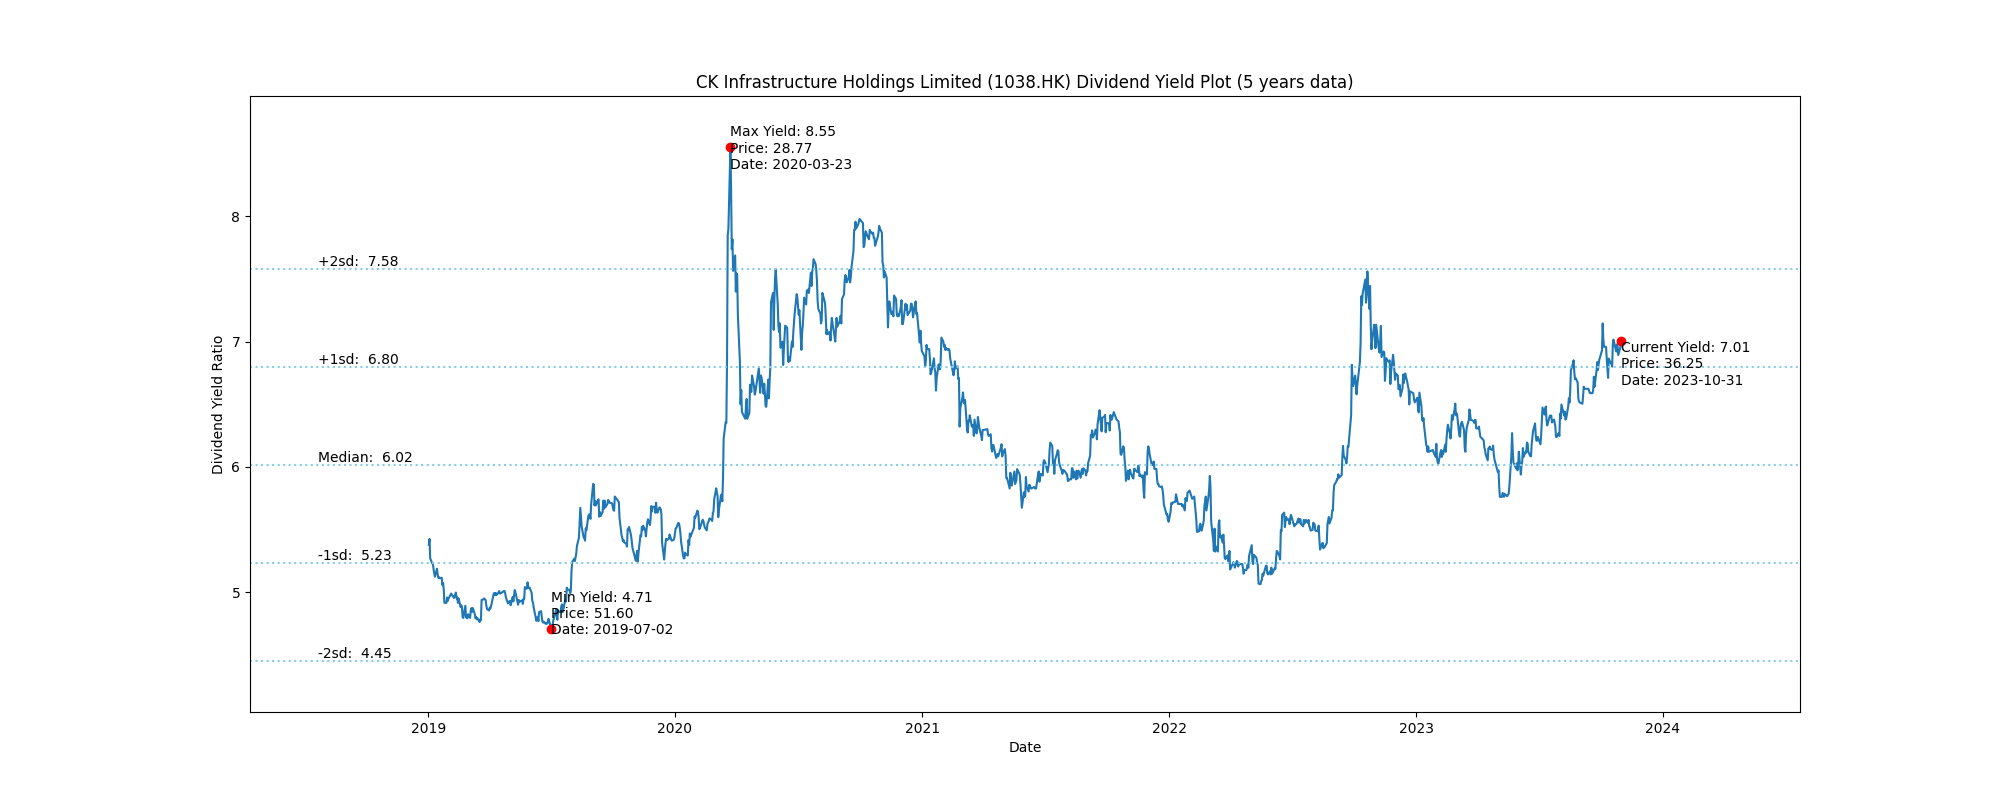 CK Infrastructure Holdings Limited (1038.HK) Dividend Yield Plot (5 years data)
Max Yield: 8.55
Price: 28.77
Date: 2020-03-23
8
+2sd:  7.58
7
Current Yield: 7.01
Price: 36.25
Date: 2023-10-31
+1sd:  6.80
Dividend Yield Ratio
Median:  6.02
6
-1sd:  5.23
5
Min Yield: 4.71
Price: 51.60
Date: 2019-07-02
-2sd:  4.45
2019 2020 2021 2022 2023 2024
Date